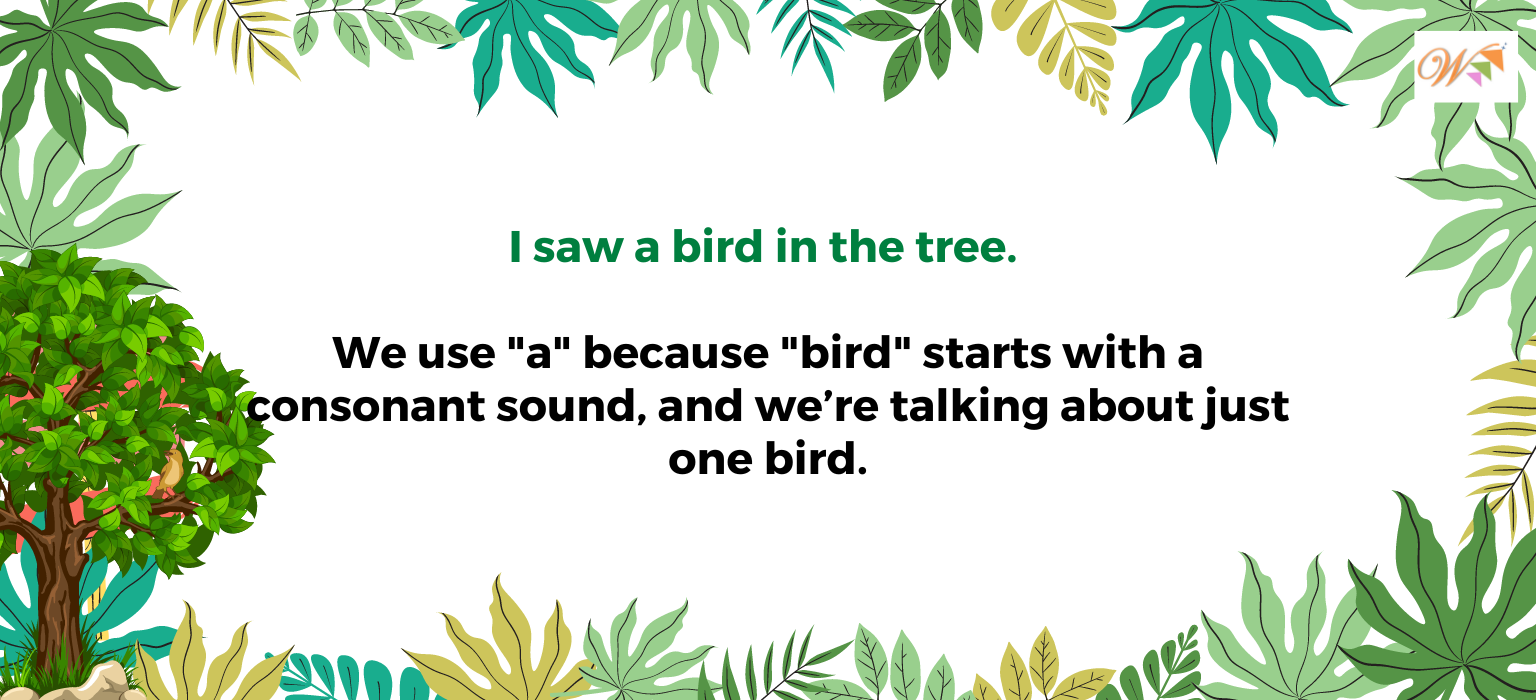 I saw a bird in the tree.
We use "a" because "bird" starts with a
consonant sound, and we’re talking about just
one bird.
W